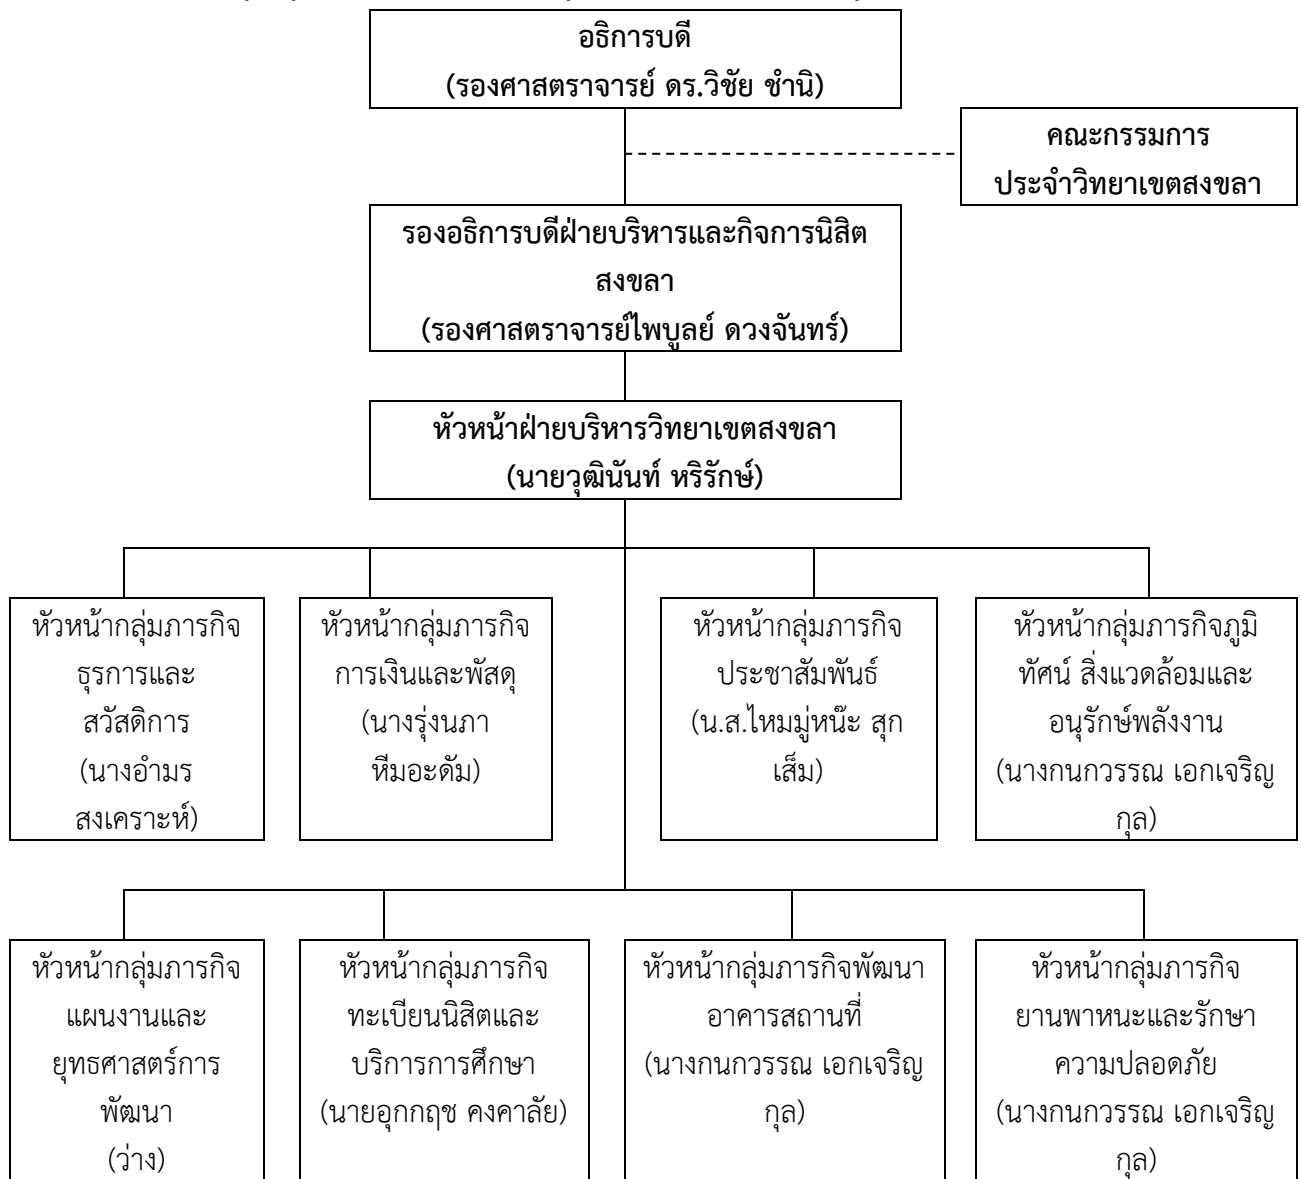 อธิการบดี
(รองศาสตราจารย์ ดร.วิชัย ชำนิ)
คณะกรรมการ
ประจำวิทยาเขตสงขลา
รองอธิการบดีฝ่ายบริหารและกิจการนิสิต
สงขลา
(รองศาสตราจารย์ไพบูลย์ ดวงจันทร์)
หัวหน้าฝ่ายบริหารวิทยาเขตสงขลา
(นายวุฒินันท์ หริรักษ์)
หัวหน้ากลุ่มภารกิจ
ธุรการและ
สวัสดิการ
(นางอำมร
สงเคราะห์)
หัวหน้ากลุ่มภารกิจ
การเงินและพัสดุ
(นางรุ่งนภา
หีมอะดัม)
หัวหน้ากลุ่มภารกิจ
ประชาสัมพันธ์
(น.ส.ไหมมู่หน๊ะ สุก
เส็ม)
หัวหน้ากลุ่มภารกิจภูมิ
ทัศน์ สิ่งแวดล้อมและ
อนุรักษ์พลังงาน
(นางกนกวรรณ เอกเจริญ
กุล)
หัวหน้ากลุ่มภารกิจ
แผนงานและ
ยุทธศาสตร์การ
พัฒนา
(ว่าง)
หัวหน้ากลุ่มภารกิจ
ทะเบียนนิสิตและ
บริการการศึกษา
(นายอุกกฤช คงคาลัย)
หัวหน้ากลุ่มภารกิจพัฒนา
อาคารสถานที่
(นางกนกวรรณ เอกเจริญ
กุล)
หัวหน้ากลุ่มภารกิจ
ยานพาหนะและรักษา
ความปลอดภัย
(นางกนกวรรณ เอกเจริญ
กุล)